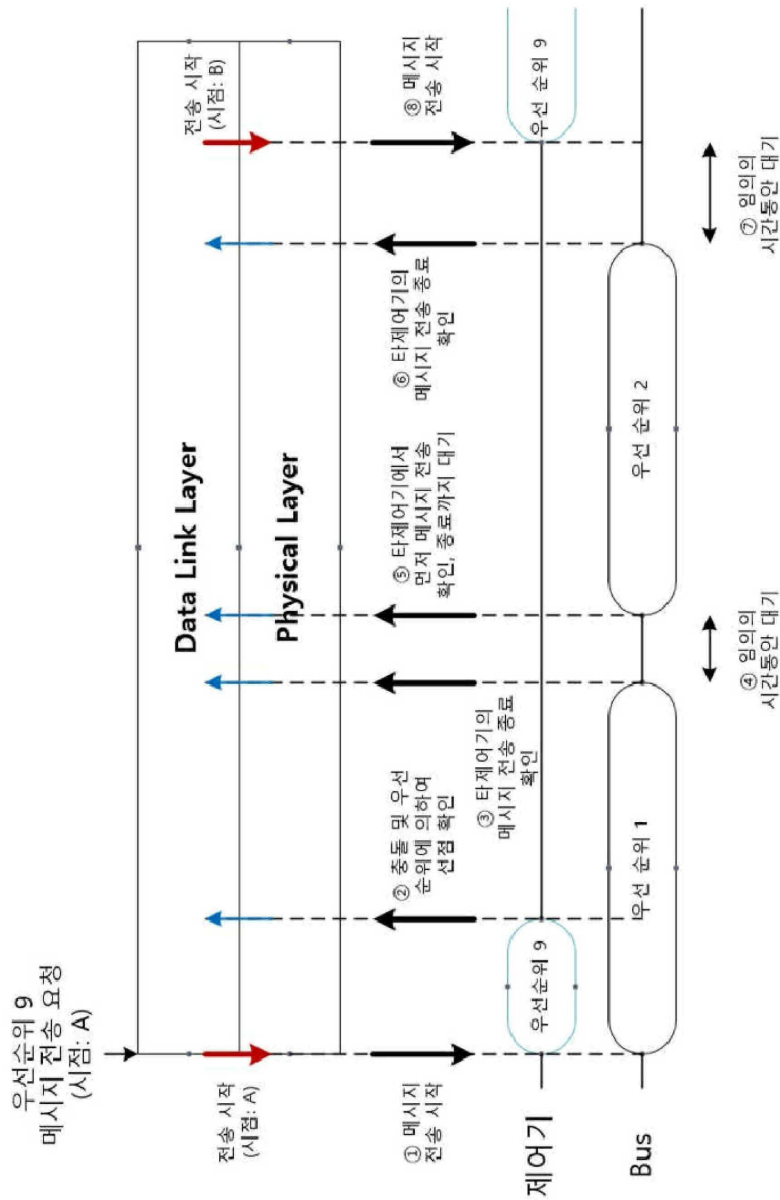 우선순위 9
메시지 전송 요청
(시점: A)
전송 시작
(시점: A)
전송 시작
(시점: B)
Data Link Layer
Physical Layer
① 메시지
전송 시작
② 충돌 및 우선
순위에 의하여
선점 확인
③ 타제어기의
메시지 전송 종료
확인
⑤ 타제어기에서
먼저 메시지 전송
확인, 종료까지 대기
⑥ 타제어기의
메시지 전송 종료
확인
⑧ 메시지
전송 시작
제어기
우선순위 9
우선 순위 9
Bus
우선 순위 1
우선 순위 2
④ 임의의
시간동안 대기
⑦ 임의의
시간동안 대기